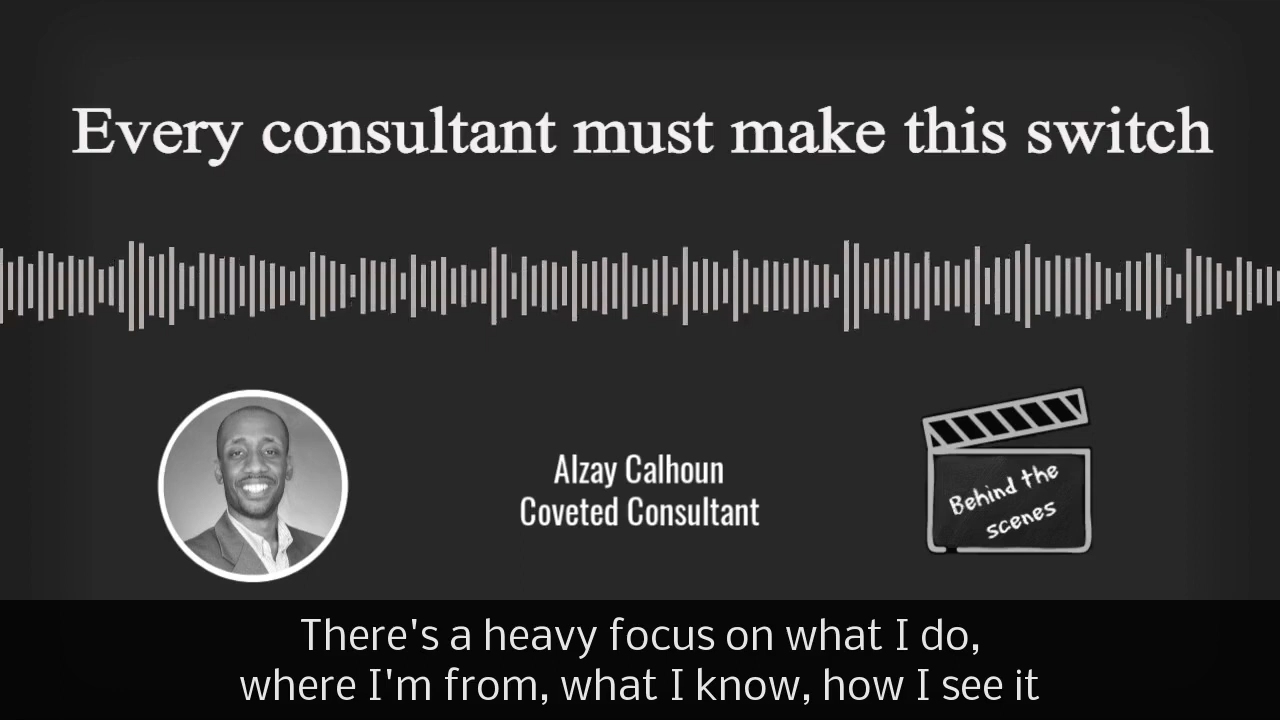 Every consultant must make this switch
Alzay Calhoun
Coveted Consultant
Behind the
scenes
There's a heavy focus on what I do,
where I'm from, what I know, how I see it